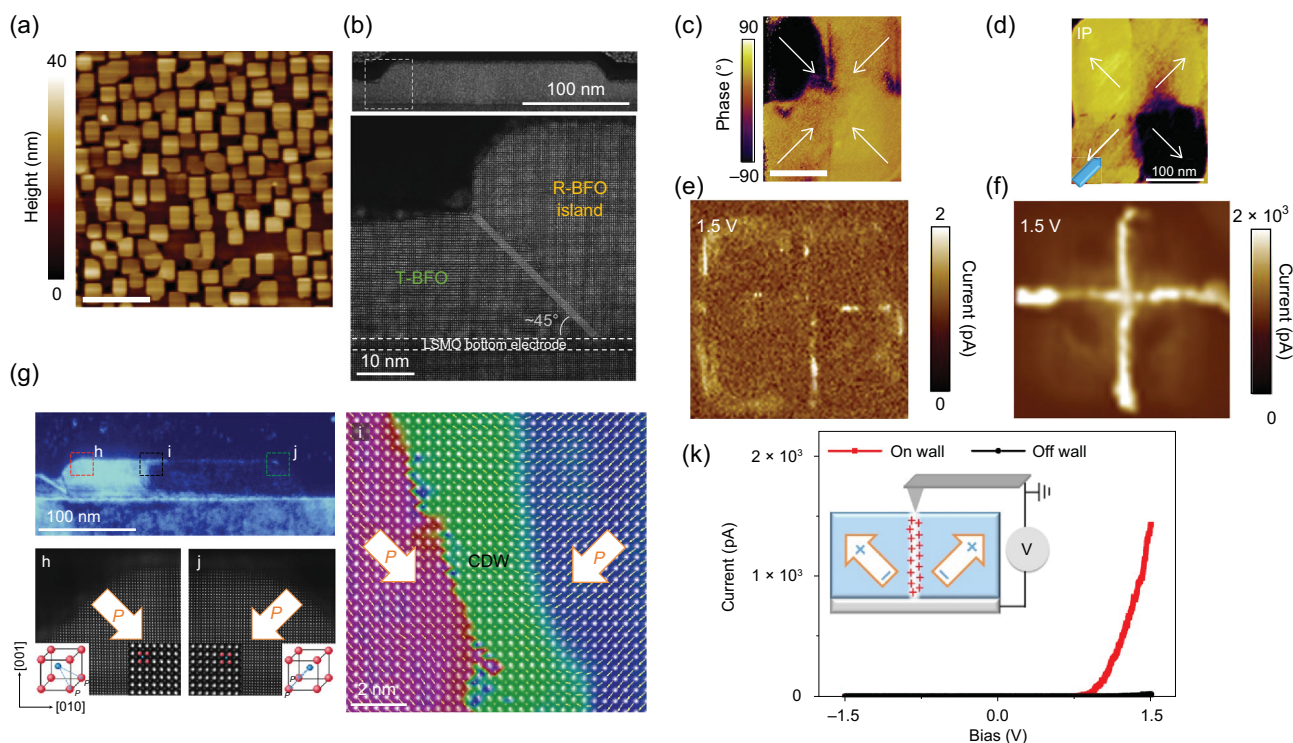 (a)
40
Height (nm)
0
(b)
100 nm
R-BFO
island
T-BFO
~45°
LSMO bottom electrode
10 nm
(c)
90
Phase (°)
–90
(d)
IP
100 nm
(e)
1.5 V
2
Current (pA)
0
(f)
1.5 V
2 × 10³
Current (pA)
0
(g)
h
i
j
100 nm
h
P
P
P
j
P
P
P
[001]
[010]
i
P
CDW
P
2 nm
(k)
On wall
Off wall
2 × 10³
Current (pA)
1 × 10³
0
+
–
+
+
–
V
–1.5
0.0
1.5
Bias (V)